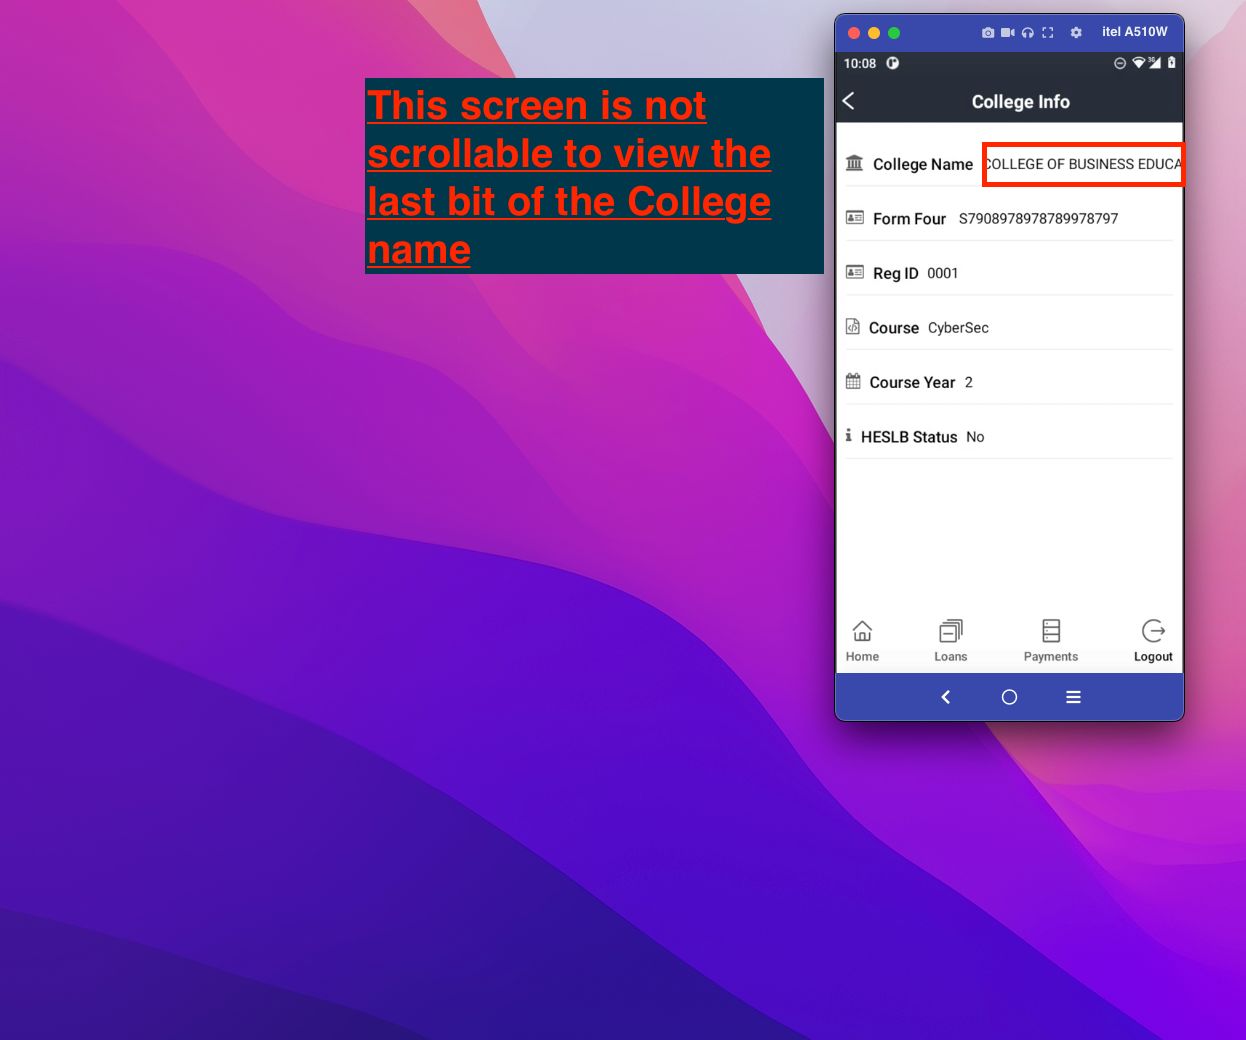 This screen is not
scrollable to view the
last bit of the College
name
itel A510W
10:08
3G
College Info
College Name COLLEGE OF BUSINESS EDUCA
Form Four S7908978978789978797
Reg ID 0001
Course CyberSec
Course Year 2
HESLB Status No
Home Loans Payments Logout